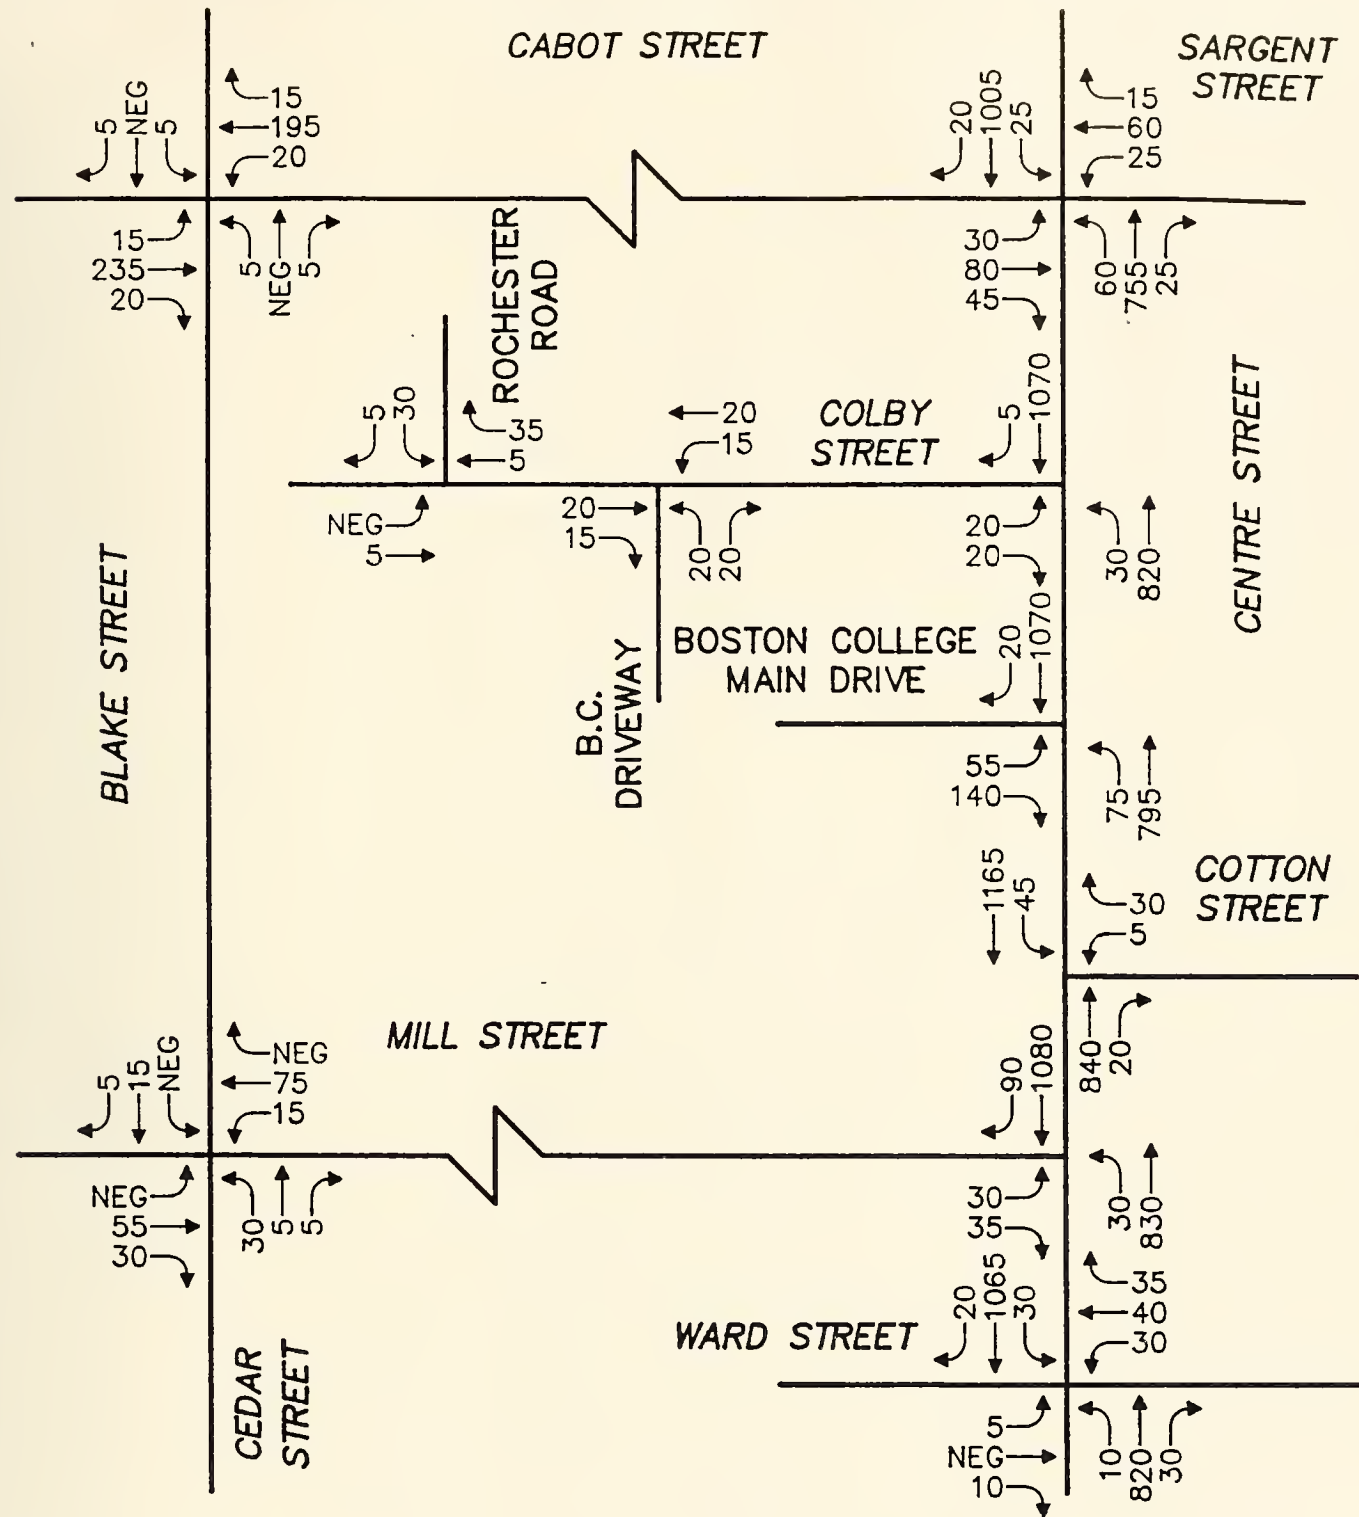 CABOT STREET
SARGENT
STREET
5
NEG
5
15
195
20
20
1005
25
15
60
25
15
235
20
5
NEG
5
30
80
45
60
755
25
ROCHESTER
ROAD
5
30
35
5
20
15
COLBY
STREET
5
1070
CENTRE STREET
NEG
5
20
15
20
20
20
20
30
820
BLAKE STREET
B.C.
DRIVEWAY
BOSTON COLLEGE
MAIN DRIVE
20
1070
55
140
75
795
1165
45
COTTON
STREET
30
5
MILL STREET
5
15
NEG
NEG
75
15
90
1080
840
20
NEG
55
30
30
5
5
30
35
30
830
CEDAR
STREET
WARD STREET
20
1065
30
35
40
30
5
NEG
10
10
820
30